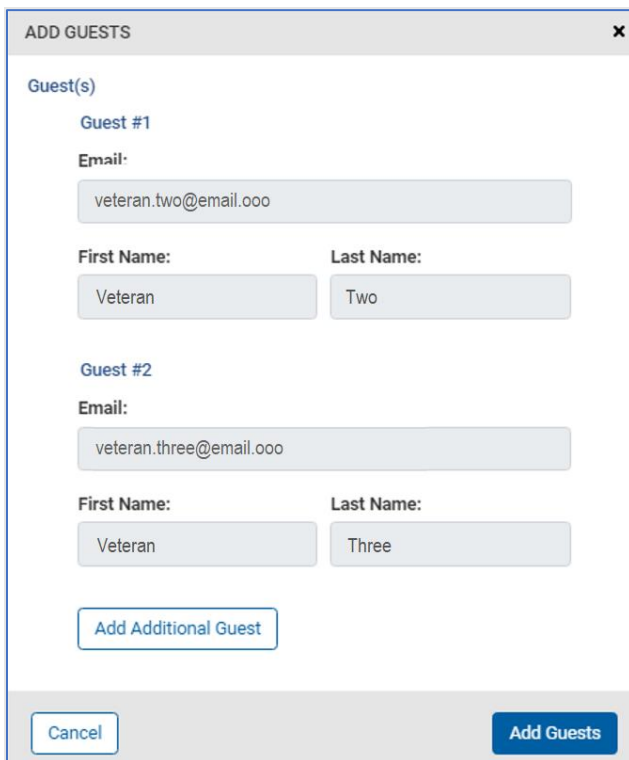 ADD GUESTS ×
Guest(s)
Guest #1
Email:
veteran.two@email.ooo
First Name: Last Name:
Veteran Two
Guest #2
Email:
veteran.three@email.ooo
First Name: Last Name:
Veteran Three
Add Additional Guest
Cancel Add Guests